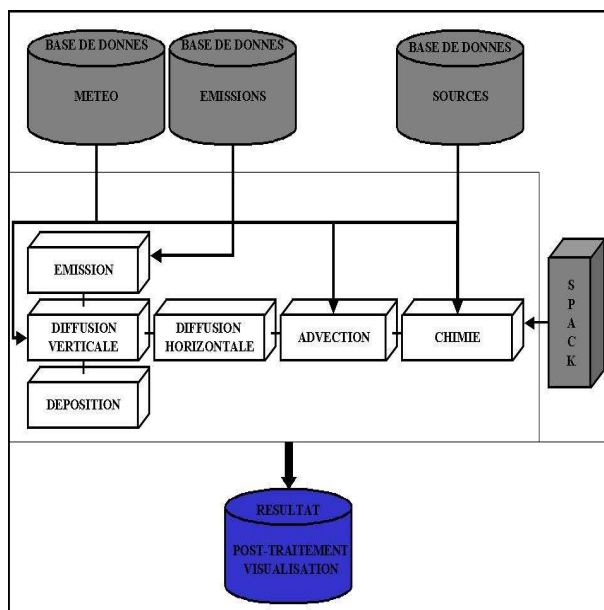 BASE DE DONNES
METEO
BASE DE DONNES
EMISSIONS
BASE DE DONNES
SOURCES
EMISSION
DIFFUSION
VERTICALE
DIFFUSION
HORIZONTALE
ADVECTION
CHIMIE
DEPOSITION
SPACK
RESULTAT
POST-TRAITEMENT
VISUALISATION